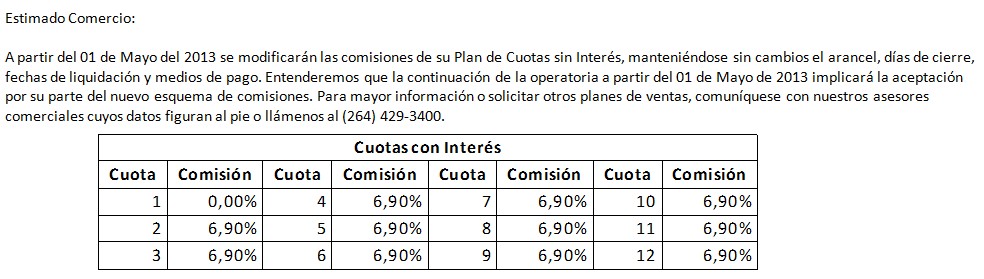 Estimado Comercio:
A partir del 01 de Mayo del 2013 se modificarán las comisiones de su Plan de Cuotas sin Interés, manteniéndose sin cambios el arancel, días de cierre,
fechas de liquidación y medios de pago. Entenderemos que la continuación de la operatoria a partir del 01 de Mayo de 2013 implicará la aceptación
por su parte del nuevo esquema de comisiones. Para mayor información o solicitar otros planes de ventas, comuníquese con nuestros asesores
comerciales cuyos datos figuran al pie o llámenos al (264) 429-3400.
Cuotas con Interés
Cuota Comisión Cuota Comisión Cuota Comisión Cuota Comisión
1 0,00% 4 6,90% 7 6,90% 10 6,90%
2 6,90% 5 6,90% 8 6,90% 11 6,90%
3 6,90% 6 6,90% 9 6,90% 12 6,90%